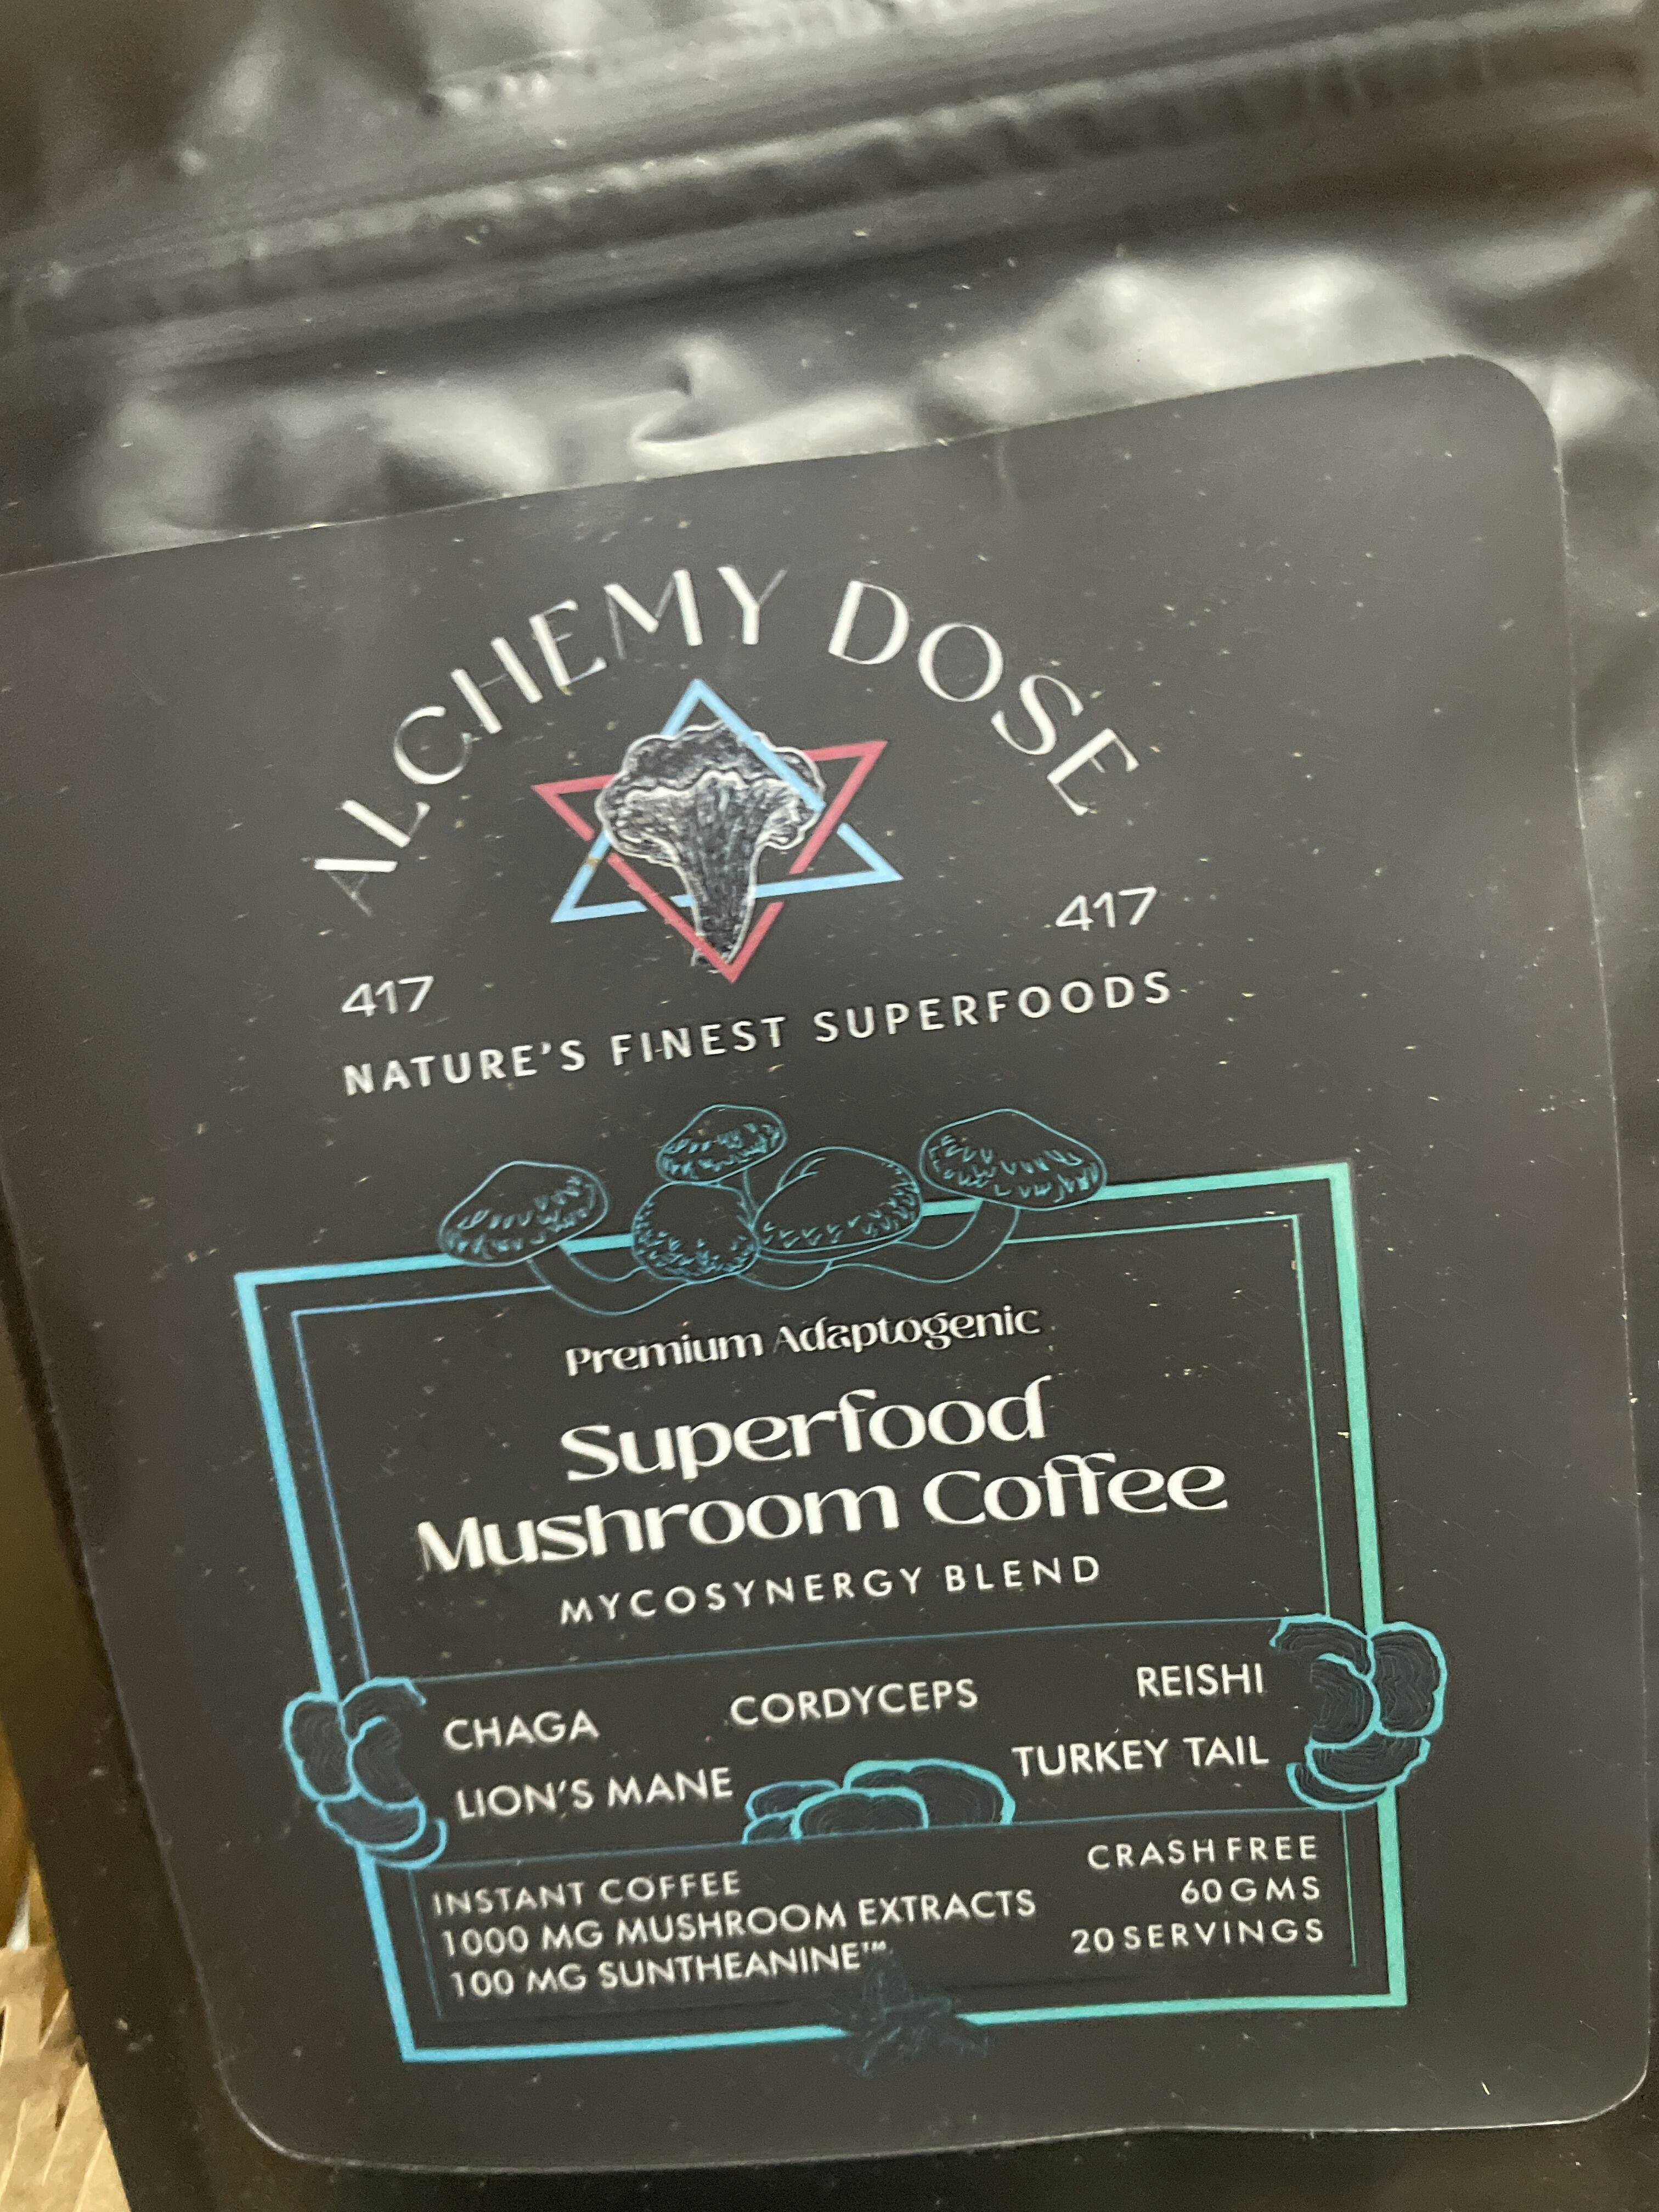 ALCHEMY DOSE
417 417
NATURE'S FINEST SUPERFOODS
Premium Adaptogenic
Superfood
Mushroom Coffee
MYCOSYNERGY BLEND
CHAGA CORDYCEPS REISHI
LION'S MANE TURKEY TAIL
INSTANT COFFEE
1000 MG MUSHROOM EXTRACTS
100 MG SUNTHEANINE™
CRASH FREE
60 GMS
20 SERVINGS